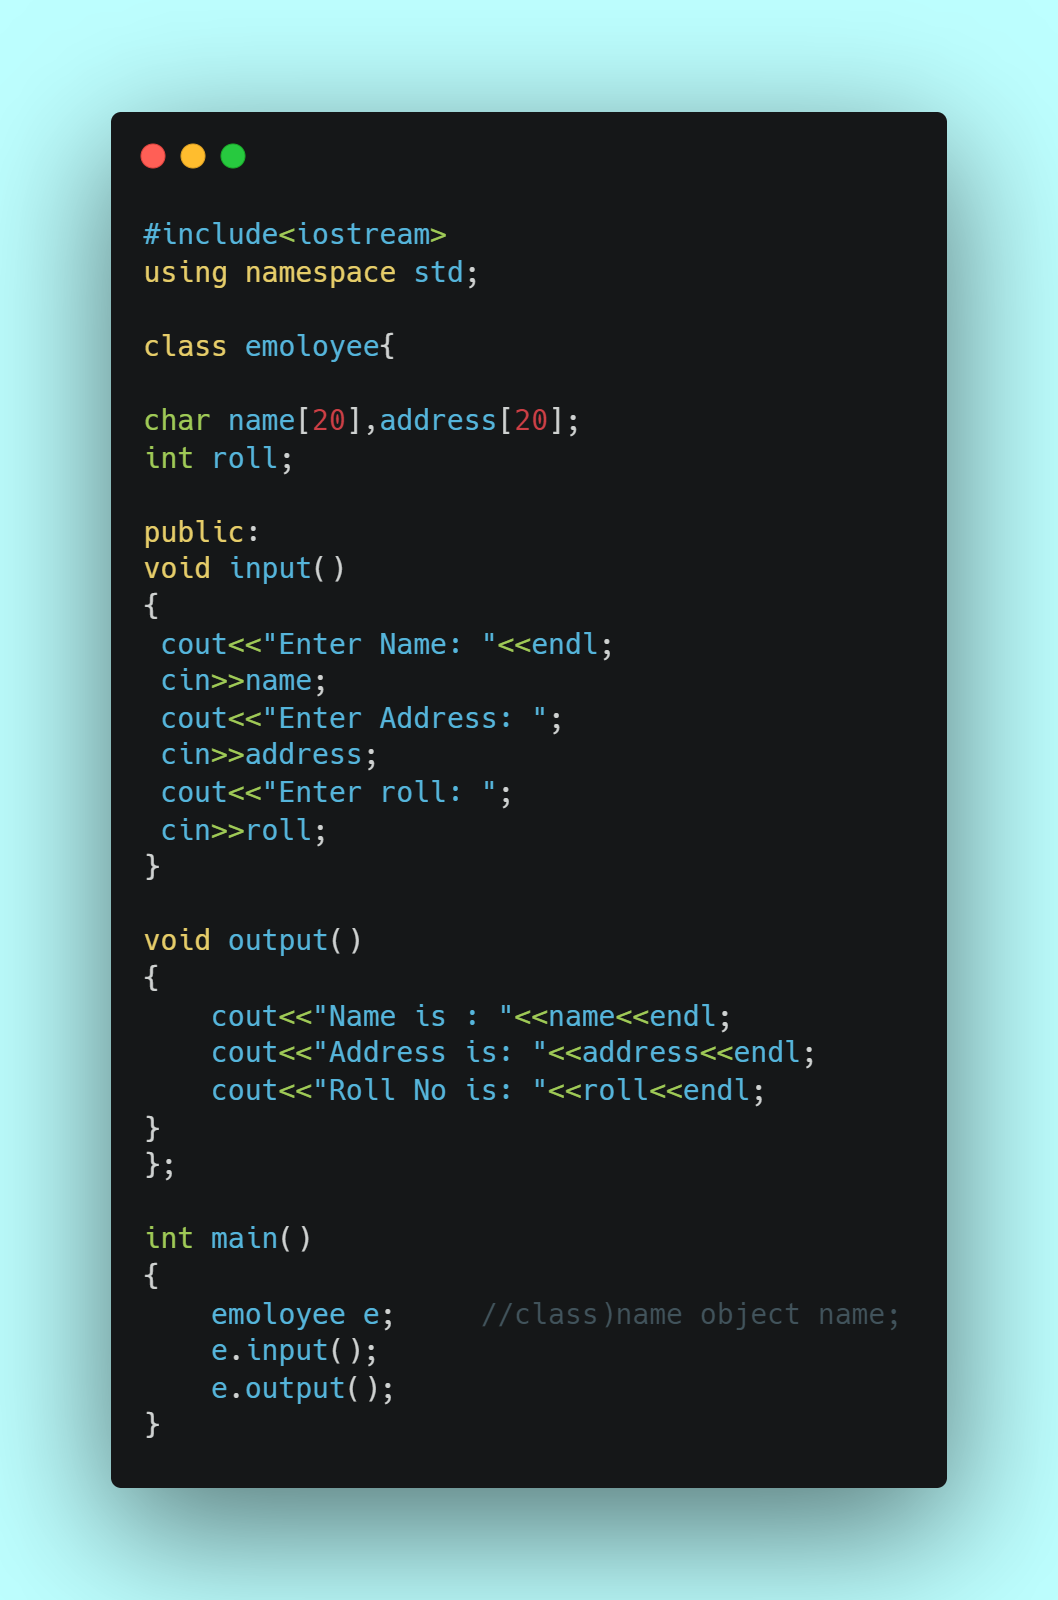 #include<iostream>
using namespace std;
class emoloyee{
char name[20],address[20];
int roll;
public:
void input()
{
cout<<"Enter Name: "<<endl;
cin>>name;
cout<<"Enter Address: ";
cin>>address;
cout<<"Enter roll: ";
cin>>roll;
}
void output()
{
cout<<"Name is : "<<name<<endl;
cout<<"Address is: "<<address<<endl;
cout<<"Roll No is: "<<roll<<endl;
}
};
int main()
{
emoloyee e;     //class)name object name;
e.input();
e.output();
}